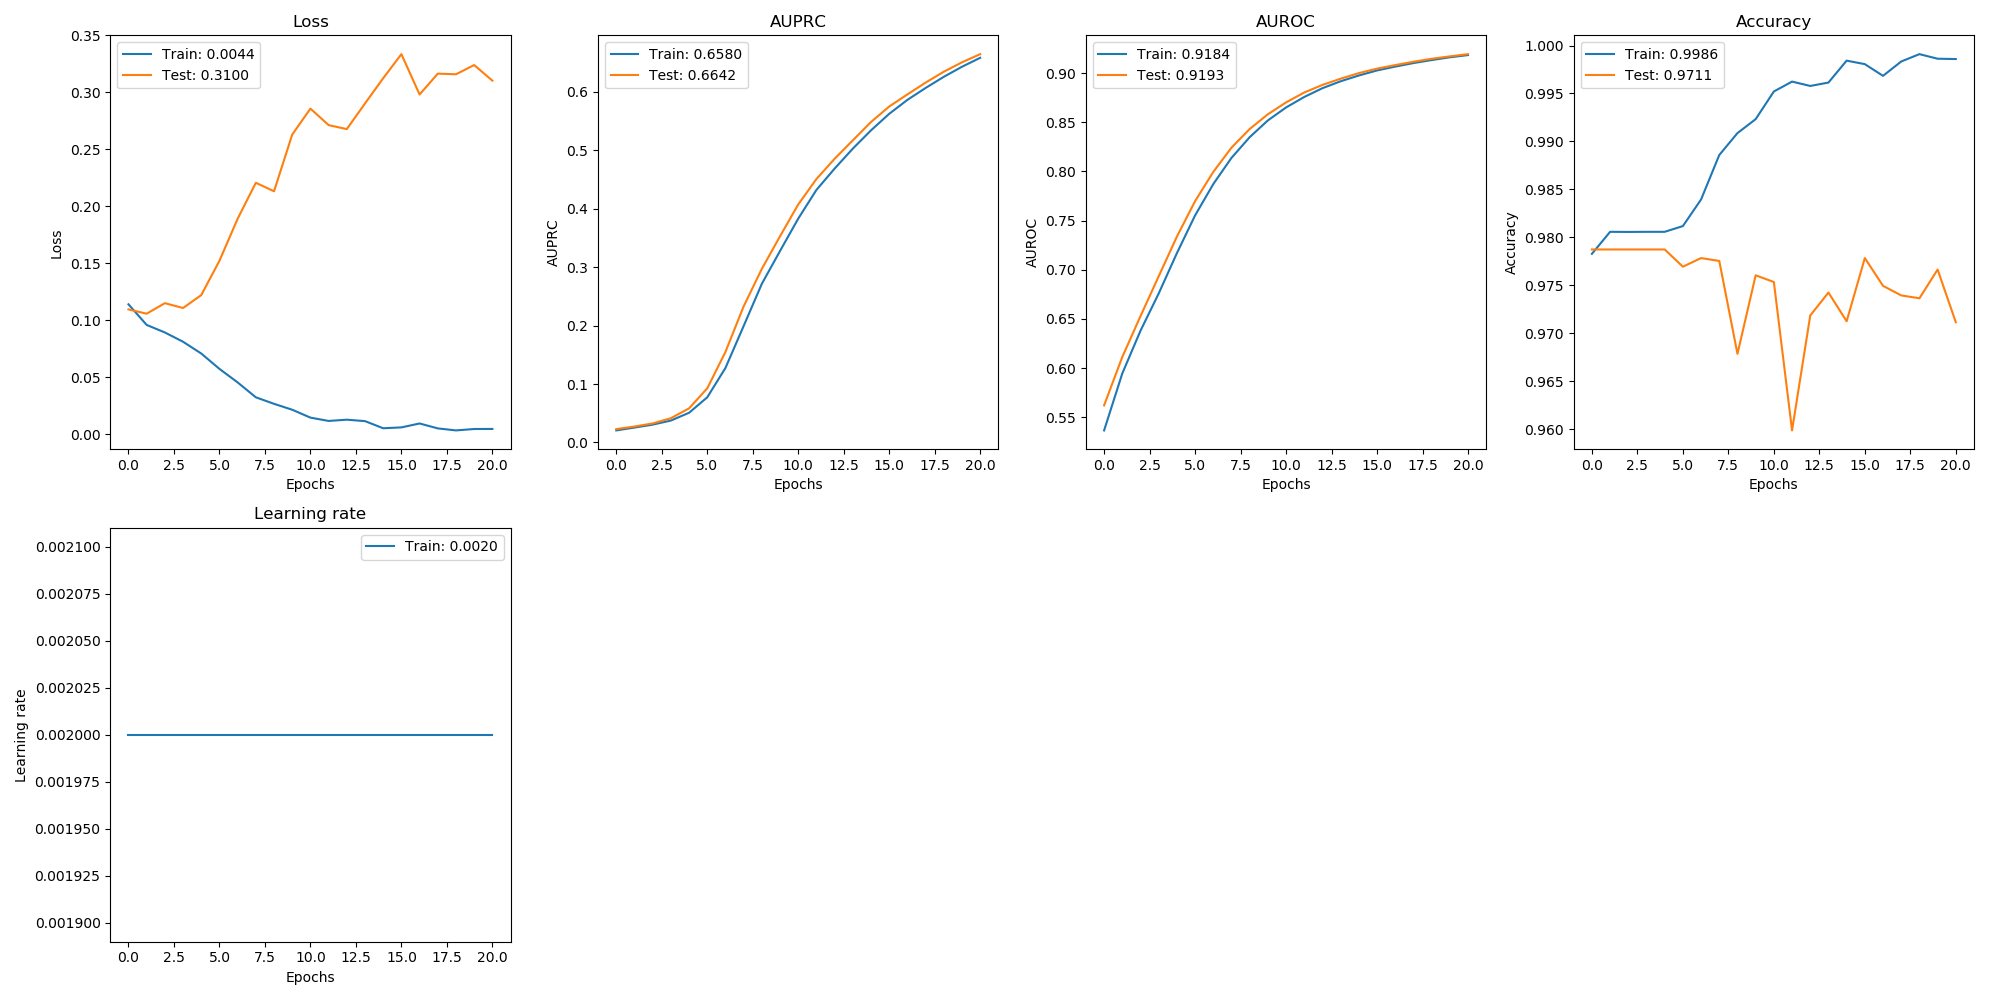 Loss
Train: 0.0044
Test: 0.3100
0.35
0.30
0.25
0.20
0.15
0.10
0.05
0.00
Loss
0.0 2.5 5.0 7.5 10.0 12.5 15.0 17.5 20.0
Epochs
AUPRC
Train: 0.6580
Test: 0.6642
0.6
0.5
0.4
0.3
0.2
0.1
0.0
AUPRC
0.0 2.5 5.0 7.5 10.0 12.5 15.0 17.5 20.0
Epochs
AUROC
Train: 0.9184
Test: 0.9193
0.90
0.85
0.80
0.75
0.70
0.65
0.60
0.55
AUROC
0.0 2.5 5.0 7.5 10.0 12.5 15.0 17.5 20.0
Epochs
Accuracy
Train: 0.9986
Test: 0.9711
1.000
0.995
0.990
0.985
0.980
0.975
0.970
0.965
0.960
Accuracy
0.0 2.5 5.0 7.5 10.0 12.5 15.0 17.5 20.0
Epochs
Learning rate
Train: 0.0020
0.002100
0.002075
0.002050
0.002025
0.002000
0.001975
0.001950
0.001925
0.001900
Learning rate
0.0 2.5 5.0 7.5 10.0 12.5 15.0 17.5 20.0
Epochs